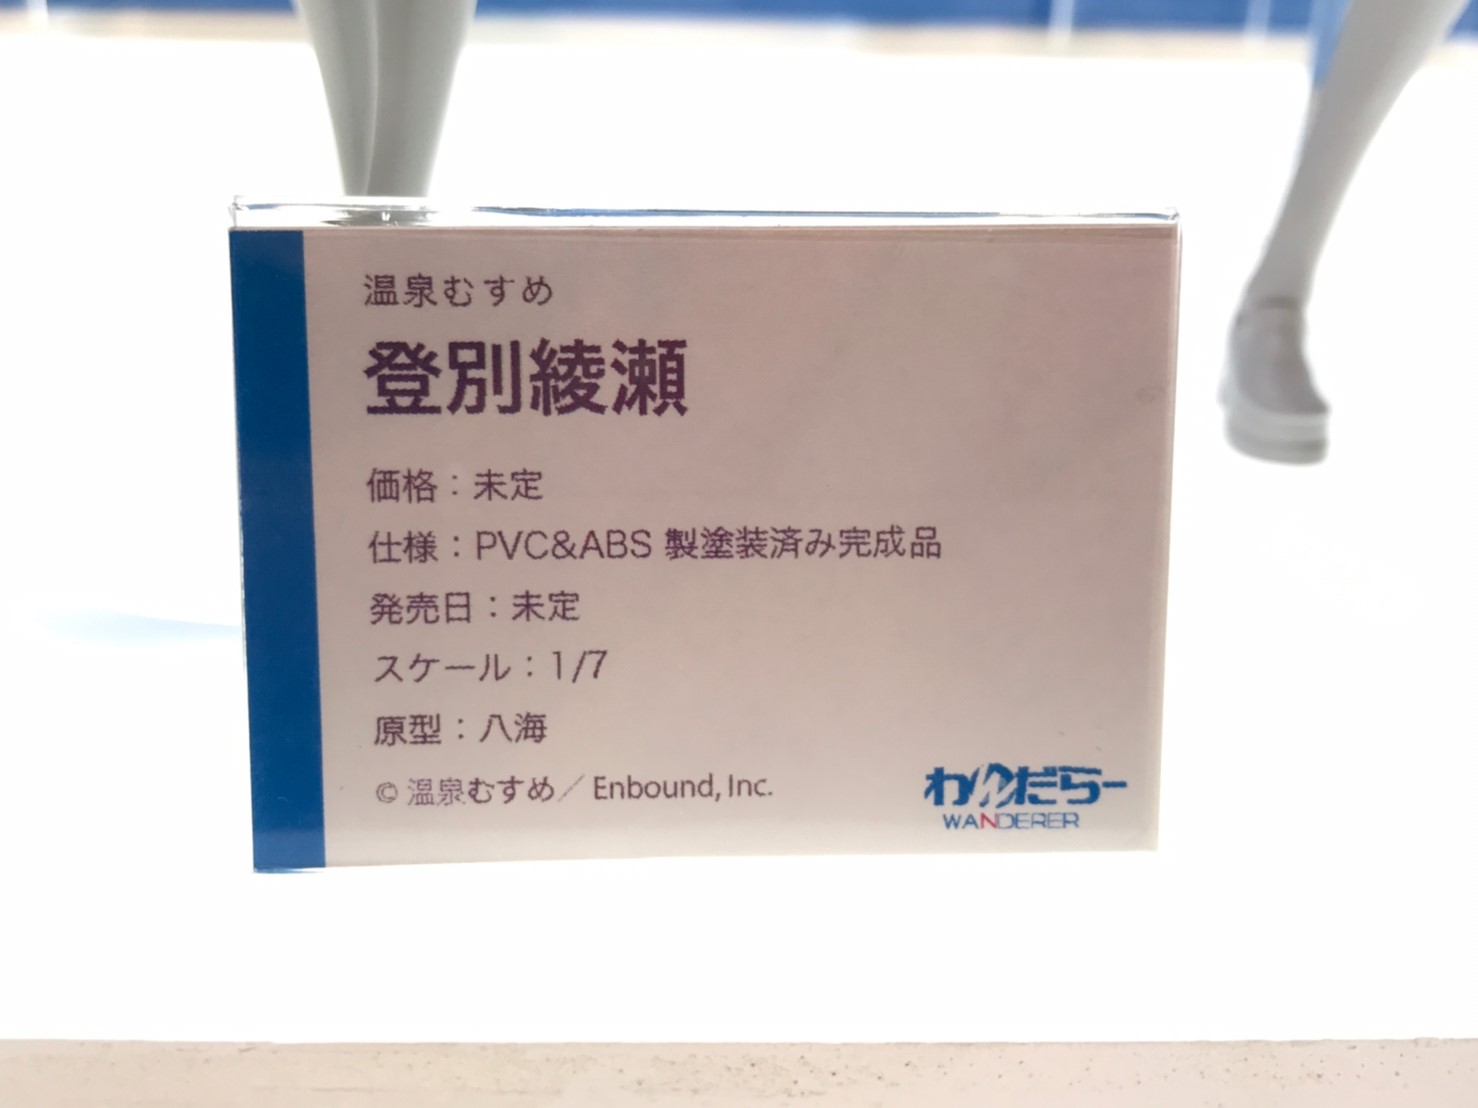 温泉むすめ
登別綾瀬
価格：未定
仕様：PVC&ABS 製塗装済み完成品
発売日：未定
スケール：1/7
原型：八海
© 温泉むすめ／Enbound, Inc.
わんだらー
WANDERER